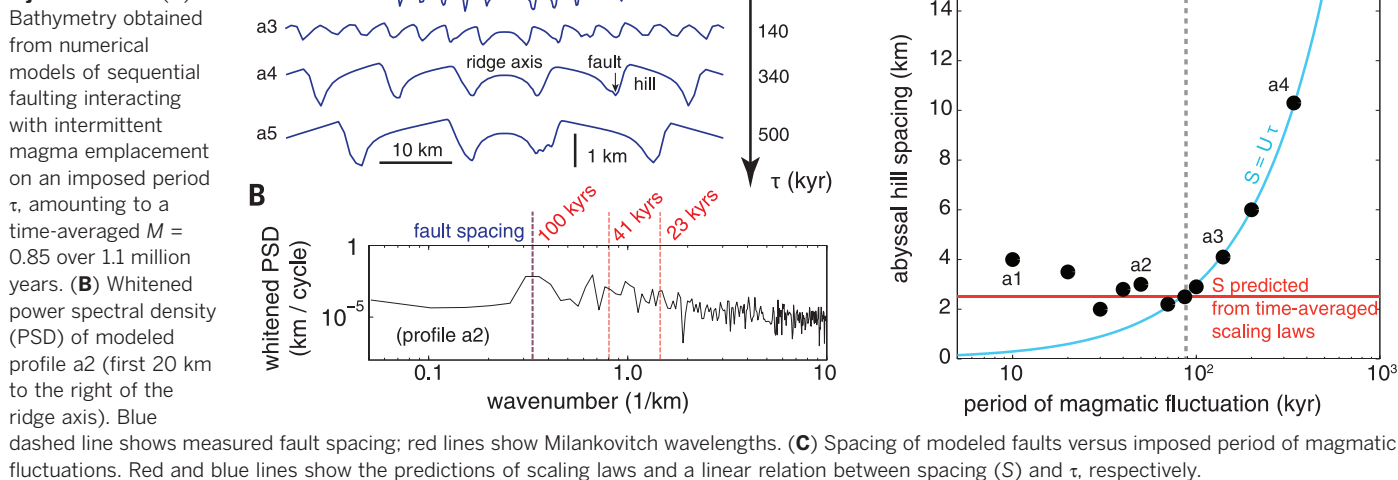 Bathymetry obtained
from numerical
models of sequential
faulting interacting
with intermittent
magma emplacement
on an imposed period
τ, amounting to a
time-averaged M =
0.85 over 1.1 million
years. (B) Whitened
power spectral density
(PSD) of modeled
profile a2 (first 20 km
to the right of the
ridge axis). Blue
dashed line shows measured fault spacing; red lines show Milankovitch wavelengths. (C) Spacing of modeled faults versus imposed period of magmatic
fluctuations. Red and blue lines show the predictions of scaling laws and a linear relation between spacing (S) and τ, respectively.
a3
140
a4
ridge axis
fault
hill
340
a5
10 km
1 km
500
τ (kyr)
B
fault spacing
100 kyrs
41 kyrs
23 kyrs
whitened PSD
(km / cycle)
1
10⁻⁵
(profile a2)
0.1
1.0
10
wavenumber (1/km)
abyssal hill spacing (km)
14
12
10
8
6
4
2
0
a4
S = U τ
a3
a2
a1
S predicted
from time-averaged
scaling laws
10
10²
10³
period of magmatic fluctuation (kyr)